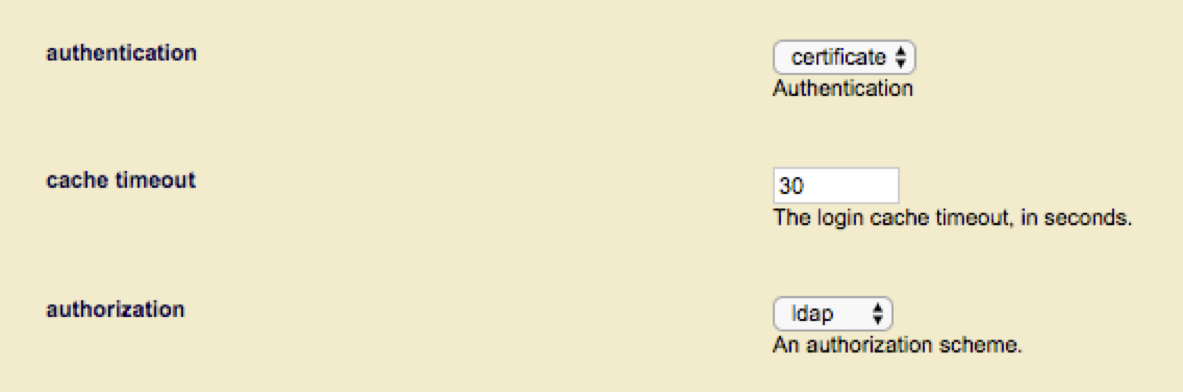 authentication
certificate
Authentication
cache timeout
30
The login cache timeout, in seconds.
authorization
ldap
An authorization scheme.